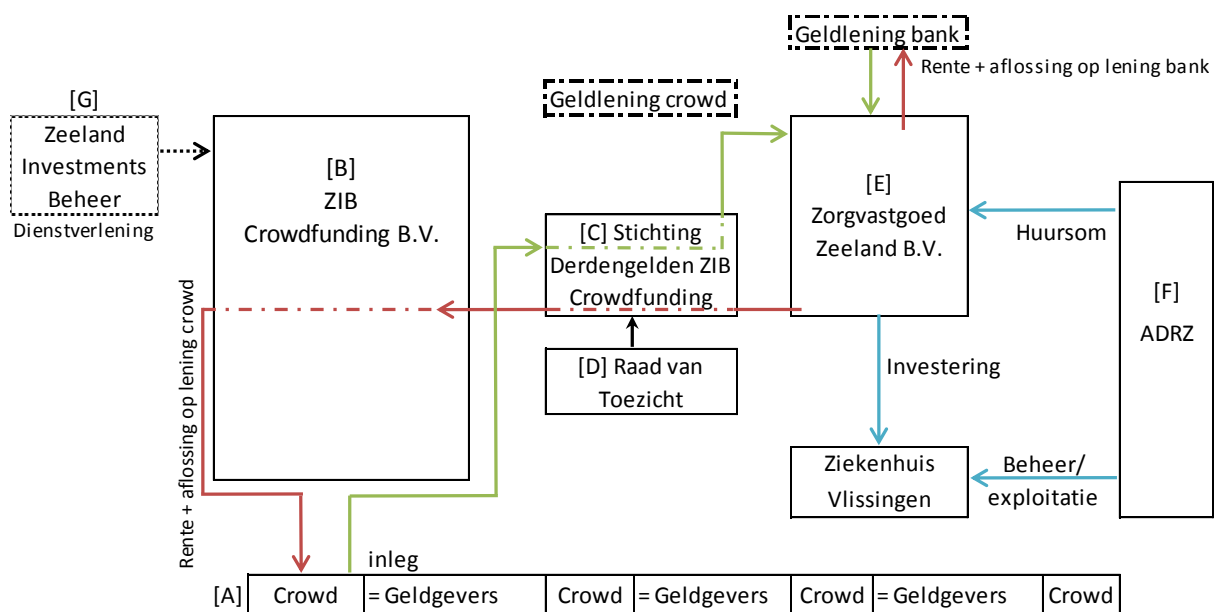 Geldlening bank
Rente + aflossing op lening bank
[G]
Zeeland
Investments
Beheer
Dienstverlening
Geldlening crowd
[B]
ZIB
Crowdfunding B.V.
[C] Stichting
Derdengelden ZIB
Crowdfunding
[D] Raad van
Toezicht
[E]
Zorgvastgoed
Zeeland B.V.
Huursom
[F]
ADRZ
Investering
Ziekenhuis
Vlissingen
Beheer/
exploitatie
Rente + aflossing op lening crowd
inleg
[A] Crowd = Geldgevers Crowd = Geldgevers Crowd = Geldgevers Crowd